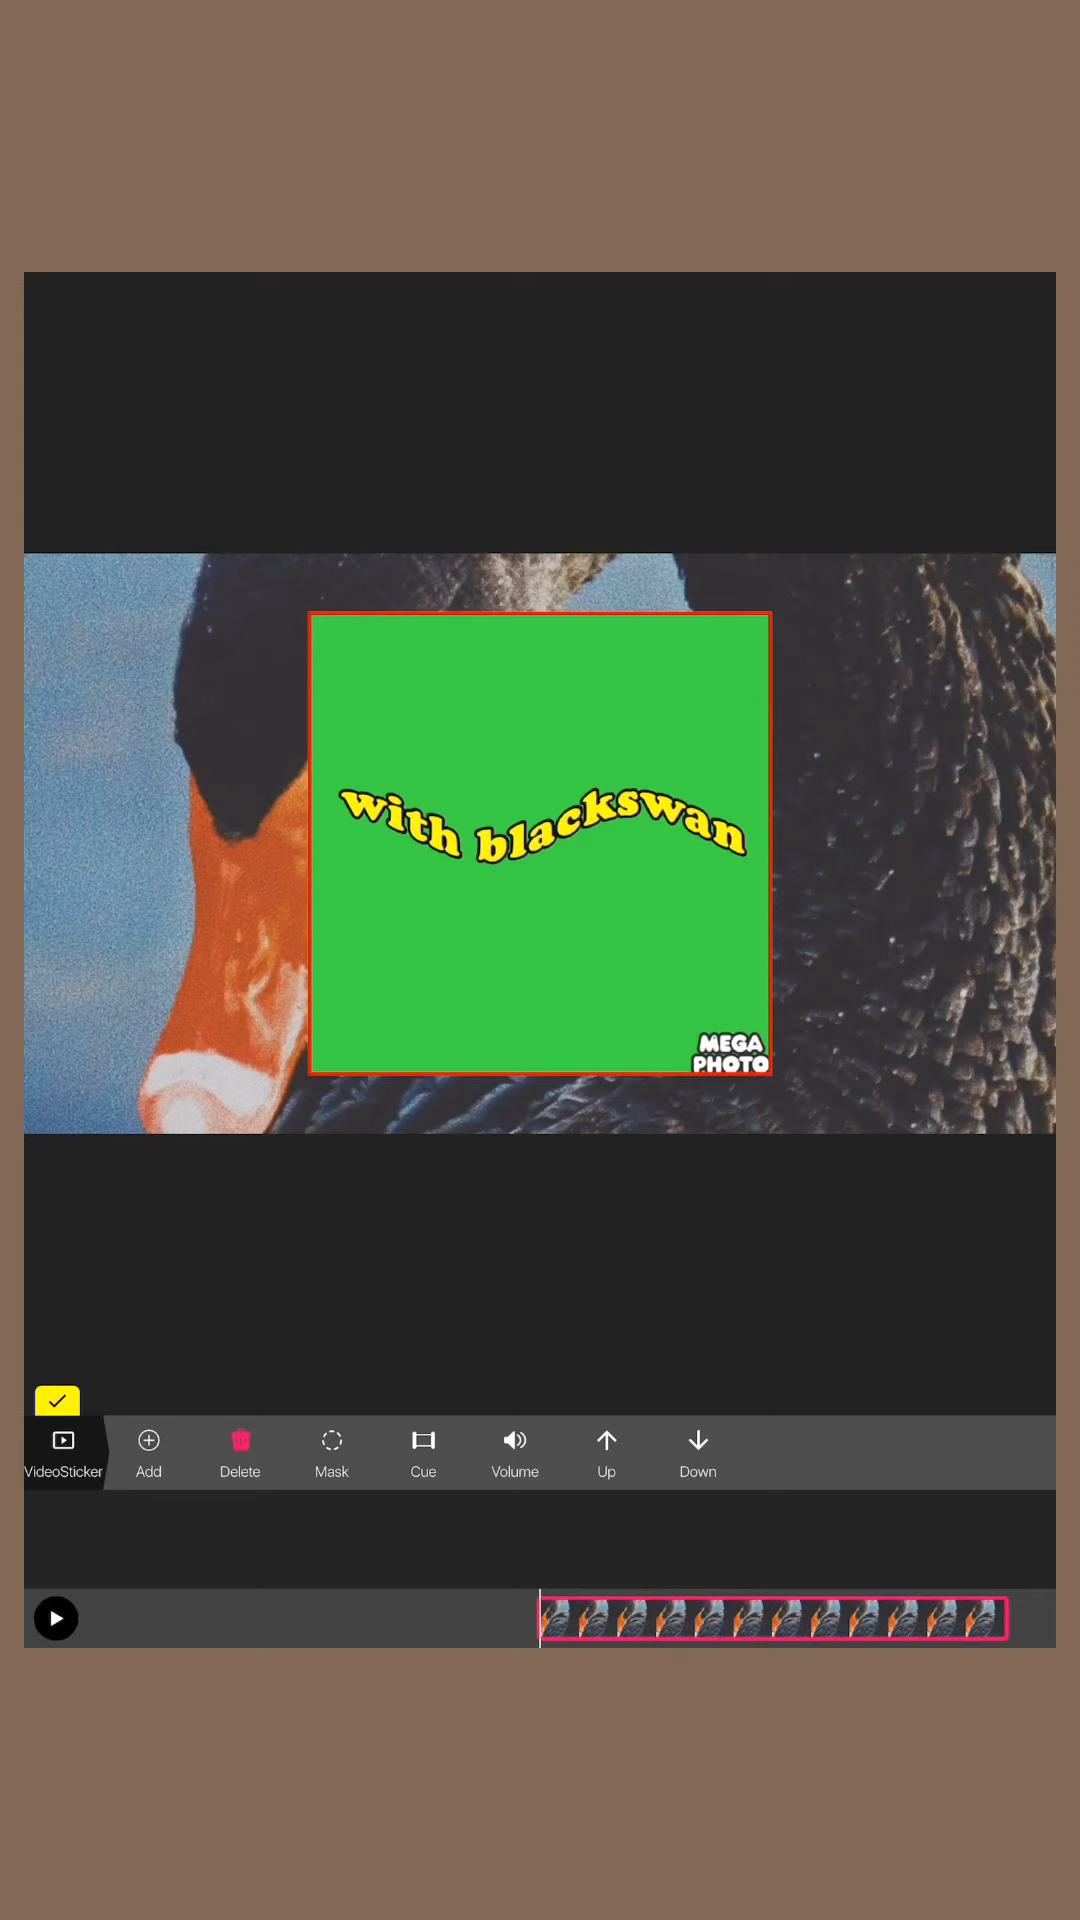 with blackswan
MEGA
PHOTO
VideoSticker
Add
Delete
Mask
Cue
Volume
Up
Down